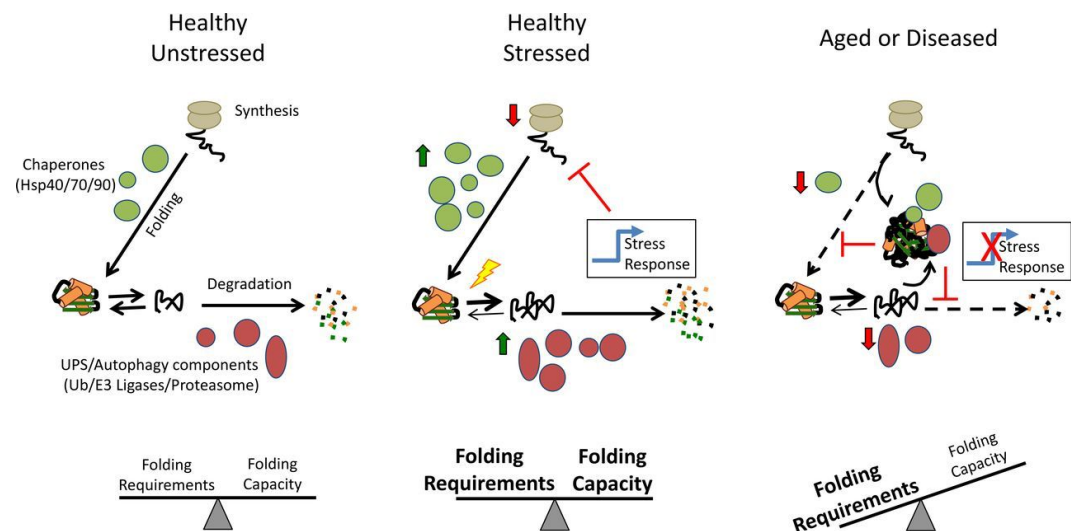 Healthy
Unstressed
Synthesis
Chaperones
(Hsp40/70/90)
Folding
Degradation
UPS/Autophagy components
(Ub/E3 Ligases/Proteasome)
Folding
Requirements
Folding
Capacity
Healthy
Stressed
Stress
Response
Folding
Requirements
Folding
Capacity
Aged or Diseased
Stress
Response
Folding
Requirements
Folding
Capacity